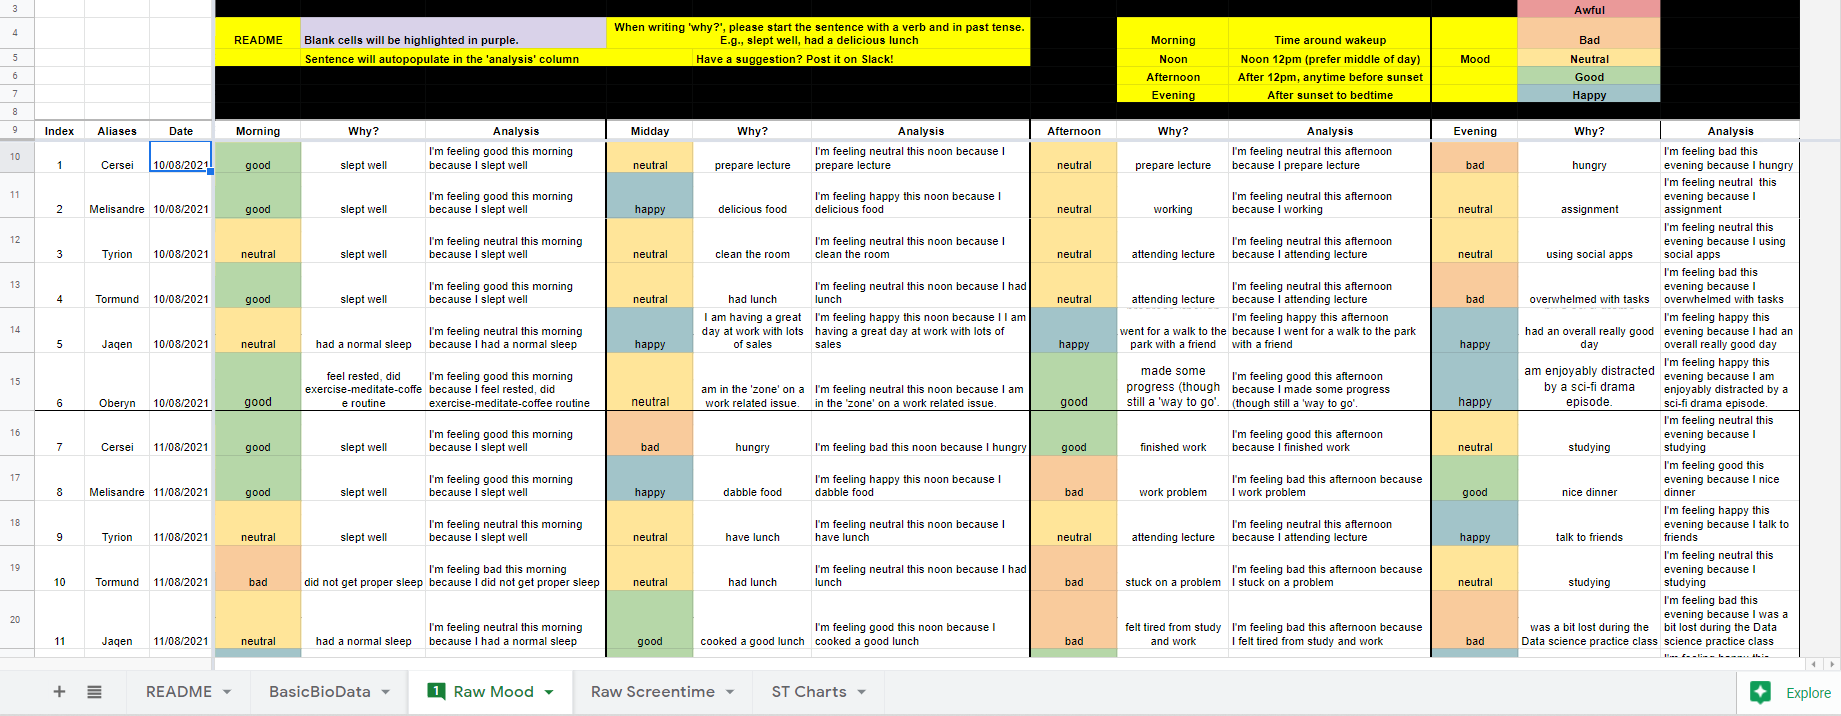 3 Awful
4 README Blank cells will be highlighted in purple. When writing 'why?', please start the sentence with a verb and in past tense. E.g., slept well, had a delicious lunch Morning Time around wakeup Bad
5 Sentence will autopopulate in the 'analysis' column Have a suggestion? Post it on Slack! Noon Noon 12pm (prefer middle of day) Mood Neutral
6 Afternoon After 12pm, anytime before sunset Good
7 Evening After sunset to bedtime Happy
8
9 Index Aliases Date Morning Why? Analysis Midday Why? Analysis Afternoon Why? Analysis Evening Why? Analysis
10 1 Cersei 10/08/2021 good slept well I'm feeling good this morning because I slept well neutral prepare lecture I'm feeling neutral this noon because I prepare lecture neutral prepare lecture I'm feeling neutral this afternoon because I prepare lecture bad hungry I'm feeling bad this evening because I hungry
11 2 Melisandre 10/08/2021 good slept well I'm feeling good this morning because I slept well happy delicious food I'm feeling happy this noon because I delicious food neutral working I'm feeling neutral this afternoon because I working neutral assignment I'm feeling neutral this evening because I assignment
12 3 Tyrion 10/08/2021 neutral slept well I'm feeling neutral this morning because I slept well neutral clean the room I'm feeling neutral this noon because I clean the room neutral attending lecture I'm feeling neutral this afternoon because I attending lecture neutral using social apps I'm feeling neutral this evening because I using social apps
13 4 Tormund 10/08/2021 good slept well I'm feeling good this morning because I slept well neutral had lunch I'm feeling neutral this noon because I had lunch neutral attending lecture I'm feeling neutral this afternoon because I attending lecture bad overwhelmed with tasks I'm feeling bad this evening because I overwhelmed with tasks
14 5 Jaqen 10/08/2021 neutral had a normal sleep I'm feeling neutral this morning because I had a normal sleep happy I am having a great day at work with lots of sales I'm feeling happy this noon because I I am having a great day at work with lots of sales happy went for a walk to the park with a friend I'm feeling happy this afternoon because I went for a walk to the park with a friend happy had an overall really good day I'm feeling happy this evening because I had an overall really good day
15 6 Oberyn 10/08/2021 good feel rested, did exercise-meditate-coffe e routine I'm feeling good this morning because I feel rested, did exercise-meditate-coffee routine neutral am in the 'zone' on a work related issue. I'm feeling neutral this noon because I am in the 'zone' on a work related issue. good made some progress (though still a 'way to go'. I'm feeling good this afternoon because I made some progress (though still a 'way to go'. happy am enjoyably distracted by a sci-fi drama episode. I'm feeling happy this evening because I am enjoyably distracted by a sci-fi drama episode.
16 7 Cersei 11/08/2021 good slept well I'm feeling good this morning because I slept well bad hungry I'm feeling bad this noon because I hungry good finished work I'm feeling good this afternoon because I finished work neutral studying I'm feeling neutral this evening because I studying
17 8 Melisandre 11/08/2021 good slept well I'm feeling good this morning because I slept well happy dabble food I'm feeling happy this noon because I dabble food bad work problem I'm feeling bad this afternoon because I work problem good nice dinner I'm feeling good this evening because I nice dinner
18 9 Tyrion 11/08/2021 neutral slept well I'm feeling neutral this morning because I slept well neutral have lunch I'm feeling neutral this noon because I have lunch neutral attending lecture I'm feeling neutral this afternoon because I attending lecture happy talk to friends I'm feeling happy this evening because I talk to friends
19 10 Tormund 11/08/2021 bad did not get proper sleep I'm feeling bad this morning because I did not get proper sleep neutral had lunch I'm feeling neutral this noon because I had lunch bad stuck on a problem I'm feeling bad this afternoon because I stuck on a problem neutral studying I'm feeling neutral this evening because I studying
20 11 Jaqen 11/08/2021 neutral had a normal sleep I'm feeling neutral this morning because I had a normal sleep good cooked a good lunch I'm feeling good this noon because I cooked a good lunch bad felt tired from study and work I'm feeling bad this afternoon because I felt tired from study and work bad was a bit lost during the Data science practice class I'm feeling bad this evening because I was a bit lost during the Data science practice class
README BasicBioData 1 Raw Mood Raw Screentime ST Charts Explore